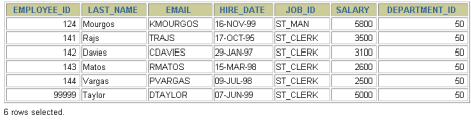 EMPLOYEE_ID LAST_NAME EMAIL HIRE_DATE JOB_ID SALARY DEPARTMENT_ID
124 Mourgos KMOURGOS 16-NOV-99 ST_MAN 5800 50
141 Rajs TRAJS 17-OCT-95 ST_CLERK 3500 50
142 Davies CDAVIES 29-JAN-97 ST_CLERK 3100 50
143 Matos RMATOS 15-MAR-98 ST_CLERK 2600 50
144 Vargas PVARGAS 09-JUL-98 ST_CLERK 2500 50
99999 Taylor DTAYLOR 07-JUN-99 ST_CLERK 5000 50
6 rows selected.